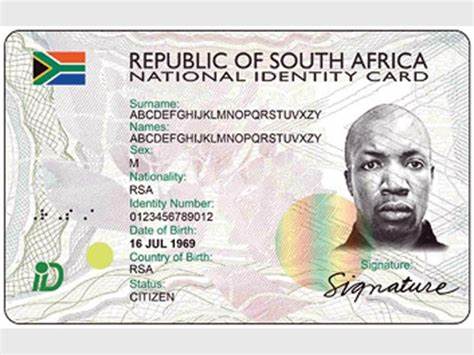 REPUBLIC OF SOUTH AFRICA
NATIONAL IDENTITY CARD
Surname:
ABCDEFGHIJKLMNOPQRSTUVXZY
Names:
ABCDEFGHIJKLMNOPQRSTUVXZY
Sex:
M
Nationality:
RSA
Identity Number:
0123456789012
Date of Birth:
16 JUL 1969
Country of Birth:
RSA
Status:
CITIZEN
iD
Signature:
Signature